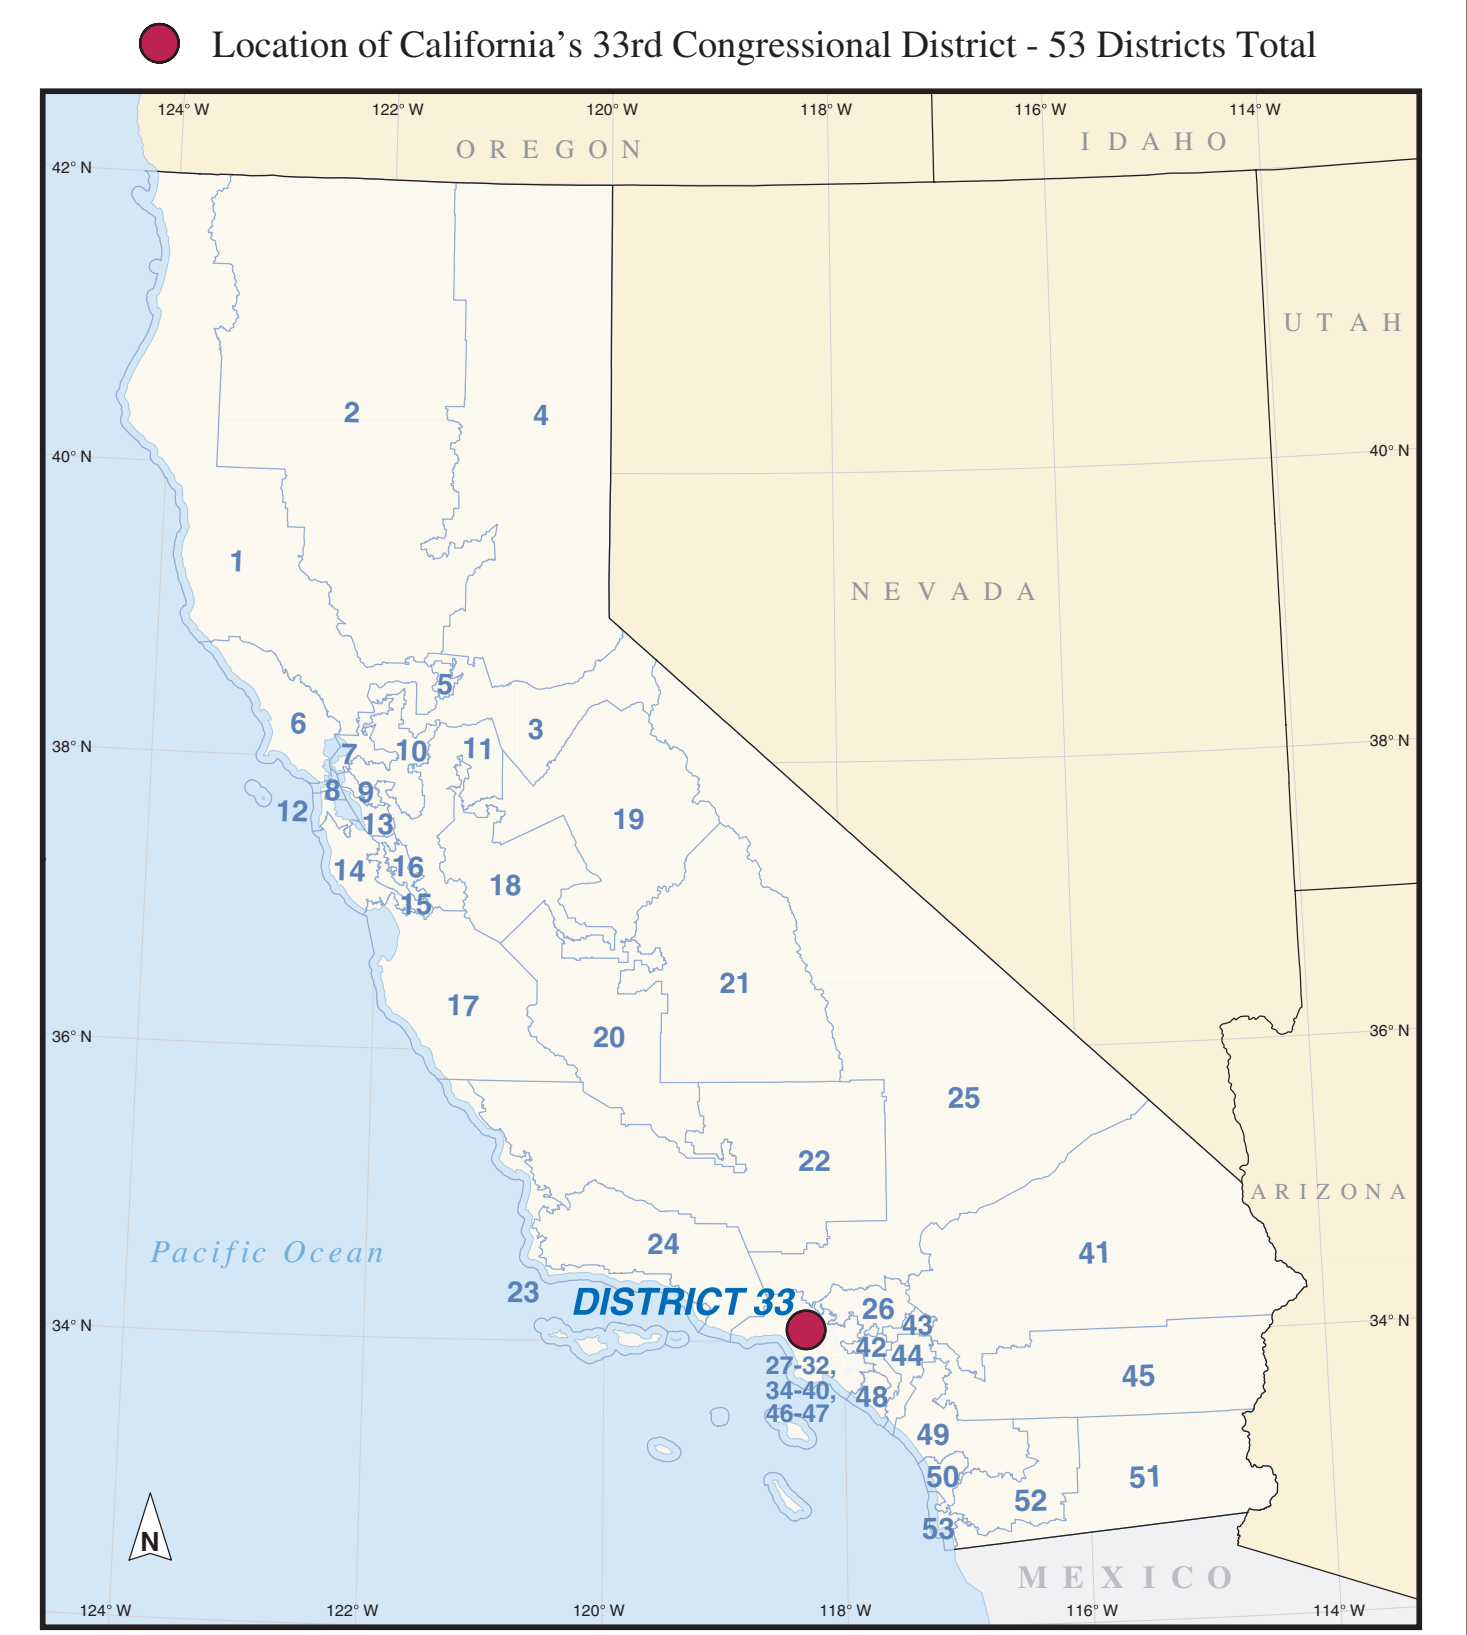 Location of California's 33rd Congressional District - 53 Districts Total
124° W 122° W 120° W 118° W 116° W 114° W
OREGON
IDAHO
42° N
UTAH
2
4
40° N
40° N
1
NEVADA
5
6
3
38° N
38° N
7
10
11
8
9
12
13
19
14
16
18
15
21
17
20
36° N
36° N
25
22
ARIZONA
24
41
Pacific Ocean
23
DISTRICT 33
26
43
34° N
34° N
42
44
27-32,
34-40,
46-47
45
48
49
50
51
52
53
N
MEXICO
124° W 122° W 120° W 118° W 116° W 114° W